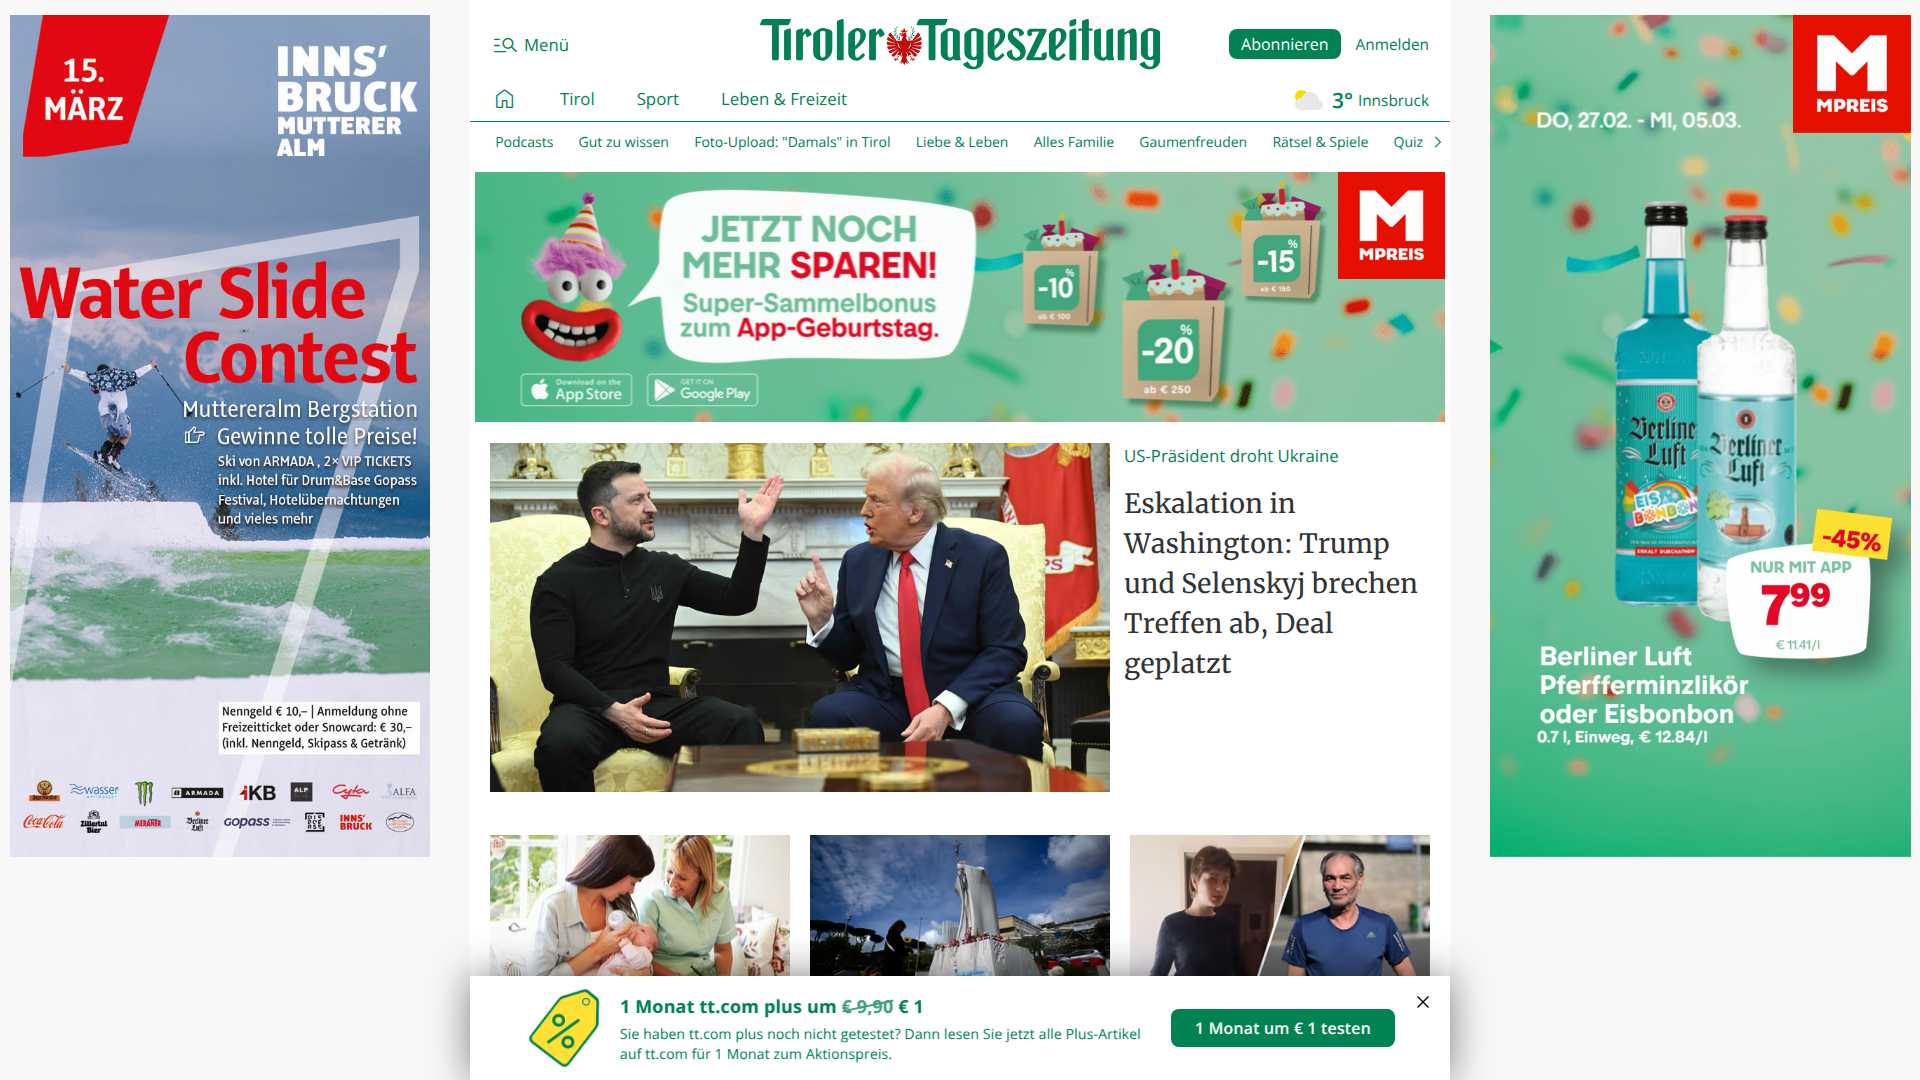 15.
MÄRZ
INNS'
BRUCK
MUTTERER
ALM
Water Slide
Contest
Muttereralm Bergstation
Gewinne tolle Preise!
Ski von ARMADA , 2× VIP TICKETS
inkl. Hotel für Drum&Base Gopass
Festival, Hotelübernachtungen
und vieles mehr
Nenngeld € 10,– | Anmeldung ohne
Freizeitticket oder Snowcard: € 30,–
(inkl. Nenngeld, Skipass & Getränk)
wasser
ARMADA
iKB
ALP
Gyta
ALFA
Coca-Cola
Zillertal
Bier
MERANER
Berliner
Luft
GOPASS
INNS'
BRUCK
Menü
Tiroler Tageszeitung
Abonnieren
Anmelden
Tirol
Sport
Leben & Freizeit
3° Innsbruck
Podcasts
Gut zu wissen
Foto-Upload: "Damals" in Tirol
Liebe & Leben
Alles Familie
Gaumenfreuden
Rätsel & Spiele
Quiz
JETZT NOCH
MEHR SPAREN!
Super-Sammelbonus
zum App-Geburtstag.
Download on the
App Store
GET IT ON
Google Play
-10 %
ab € 100
-20 %
ab € 250
-15 %
ab € 150
MPREIS
US-Präsident droht Ukraine
Eskalation in
Washington: Trump
und Selenskyj brechen
Treffen ab, Deal
geplatzt
1 Monat tt.com plus um € 9,90 € 1
Sie haben tt.com plus noch nicht getestet? Dann lesen Sie jetzt alle Plus-Artikel
auf tt.com für 1 Monat zum Aktionspreis.
1 Monat um € 1 testen
MPREIS
DO, 27.02. - MI, 05.03.
Berliner
Luft
EIS
BONBON
EISKALT DURCHATMEN
Berliner
Luft
-45%
NUR MIT APP
7 99
€ 11.41/l
Berliner Luft
Pferfferminzlikör
oder Eisbonbon
0.7 l, Einweg, € 12.84/l